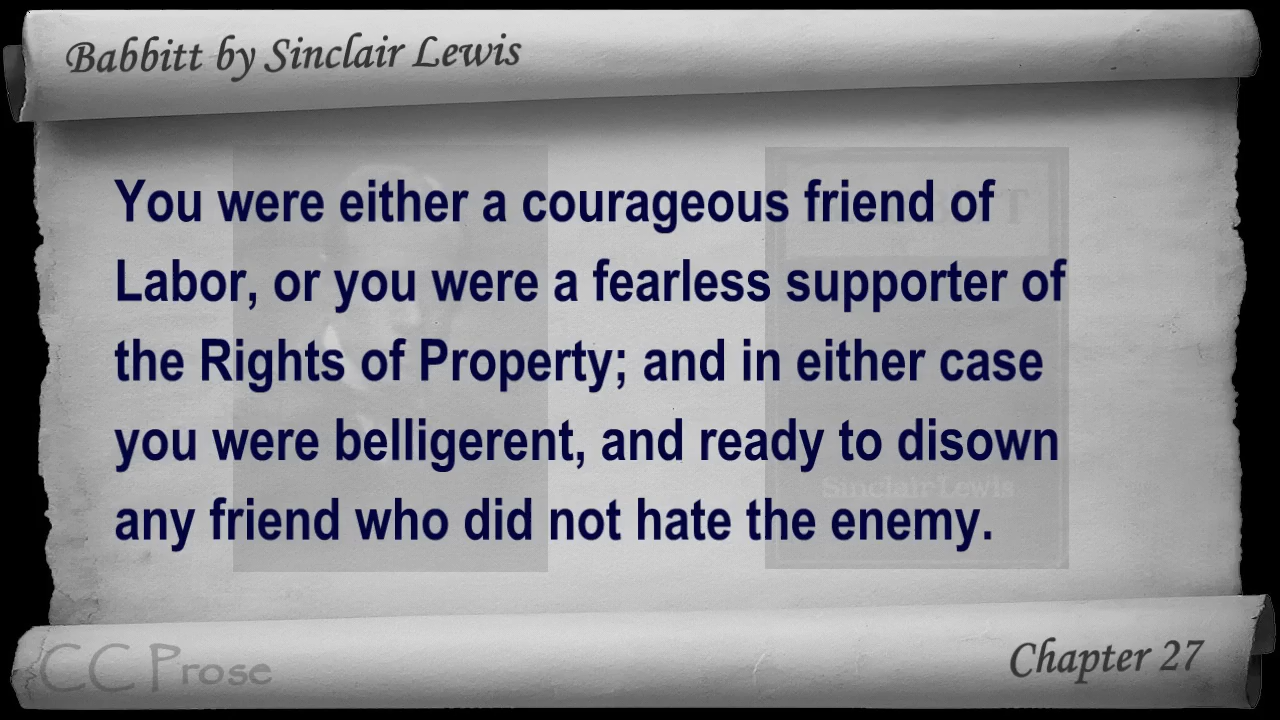 Babbitt by Sinclair Lewis
You were either a courageous friend of
Labor, or you were a fearless supporter of
the Rights of Property; and in either case
you were belligerent, and ready to disown
any friend who did not hate the enemy.
Sinclair Lewis
CC Prose
Chapter 27